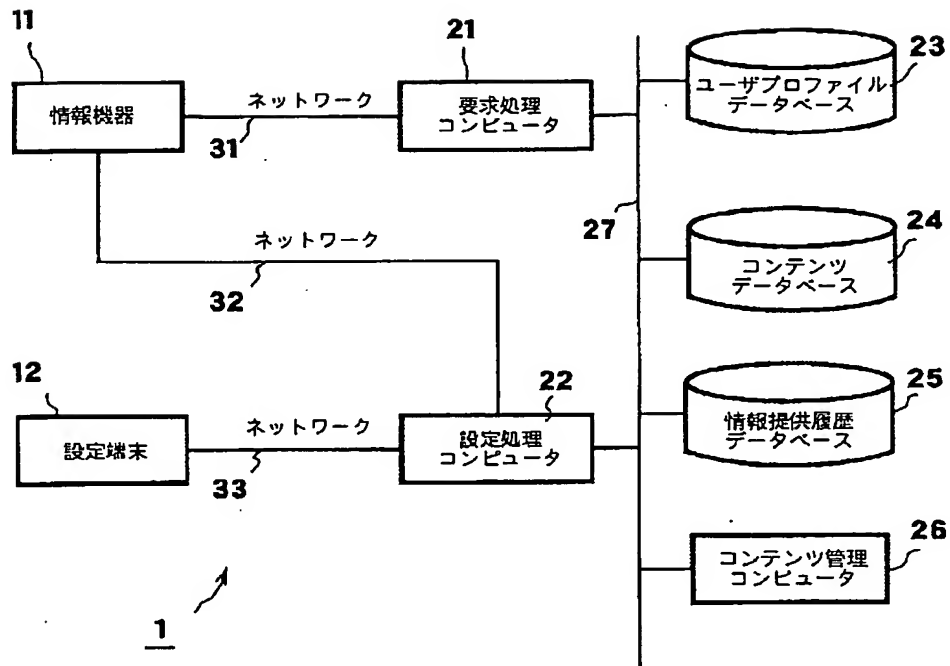 11
情報機器
ネットワーク
31
21
要求処理
コンピュータ
23
ユーザプロファイル
データベース
27
24
コンテンツ
データベース
ネットワーク
32
12
設定端末
ネットワーク
33
22
設定処理
コンピュータ
25
情報提供履歴
データベース
26
コンテンツ管理
コンピュータ
1